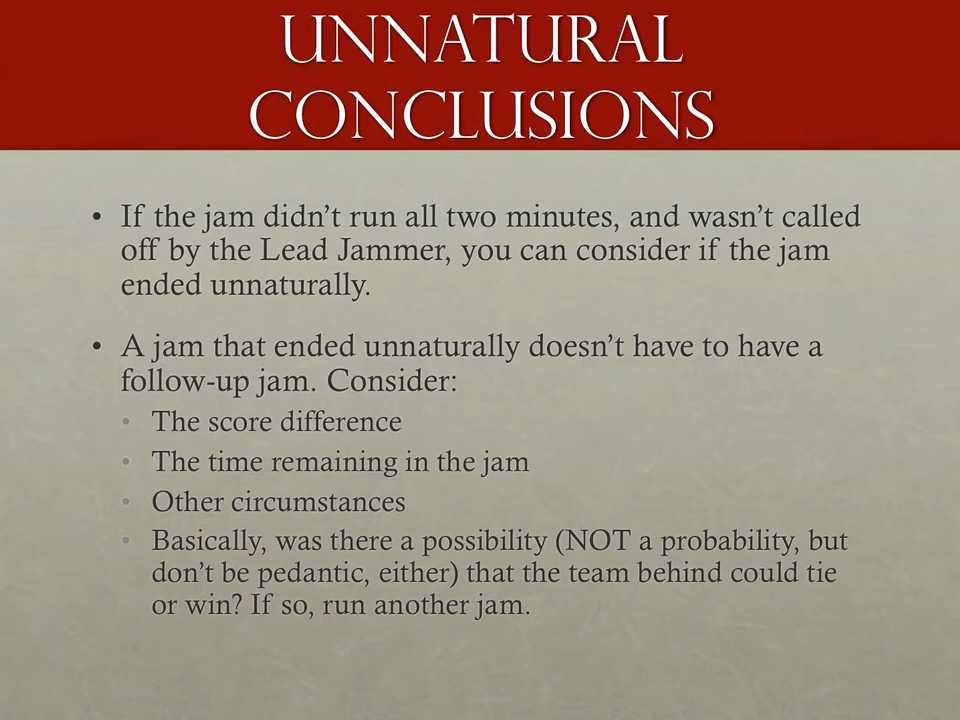 UNNATURAL
CONCLUSIONS
• If the jam didn’t run all two minutes, and wasn’t called
off by the Lead Jammer, you can consider if the jam
ended unnaturally.
• A jam that ended unnaturally doesn’t have to have a
follow-up jam. Consider:
• The score difference
• The time remaining in the jam
• Other circumstances
• Basically, was there a possibility (NOT a probability, but
don’t be pedantic, either) that the team behind could tie
or win? If so, run another jam.